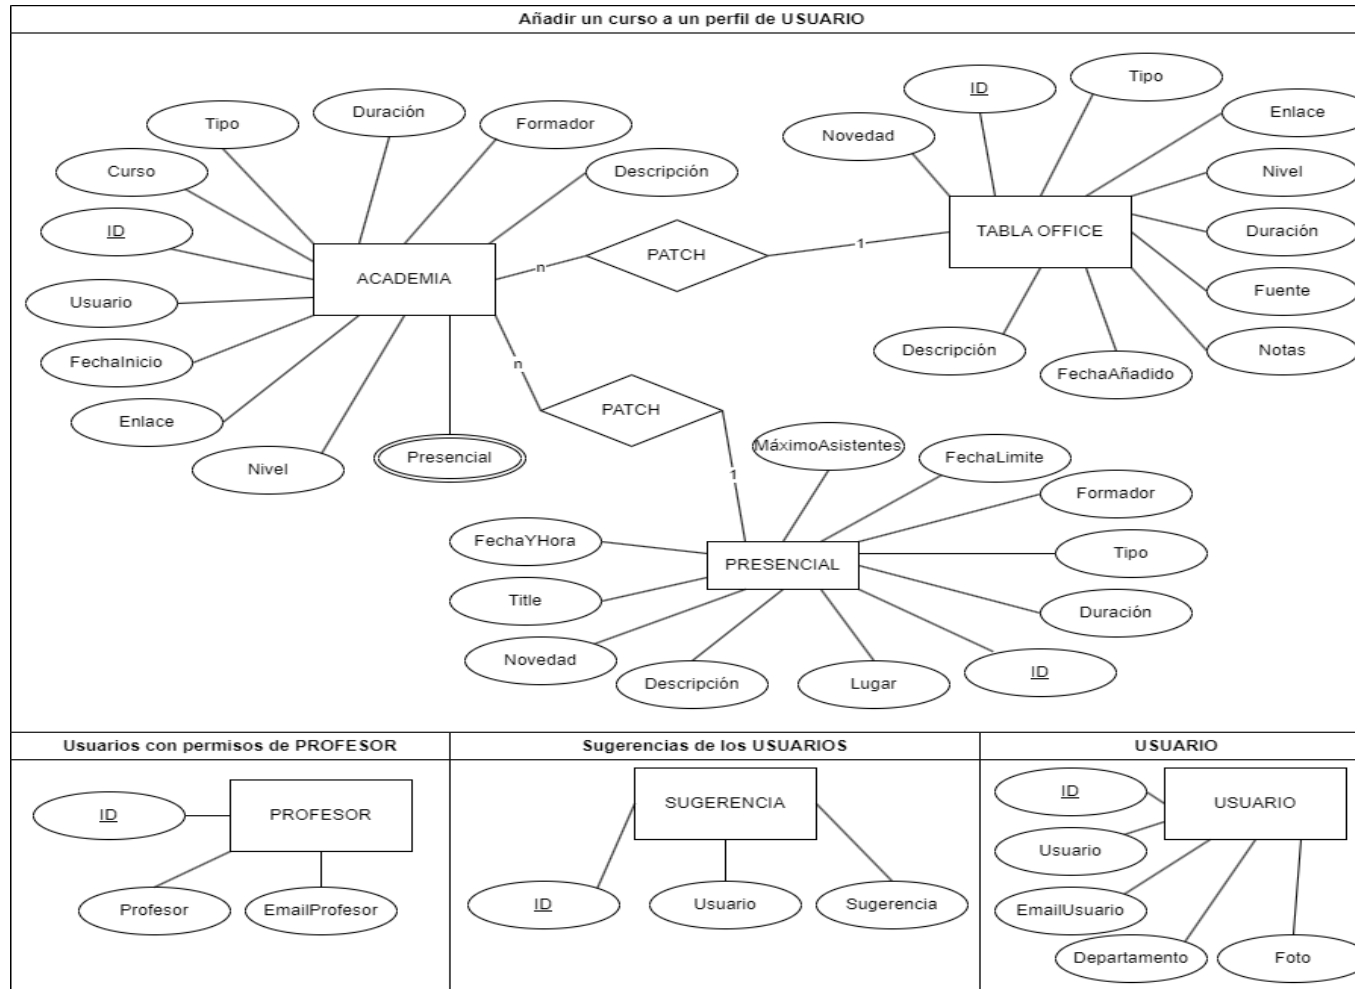 Añadir un curso a un perfil de USUARIO
ID
Tipo
Duración
Tipo
Formador
Enlace
Novedad
Curso
Descripción
Nivel
ID
TABLA OFFICE
Duración
PATCH
1
n
ACADEMIA
Usuario
Fuente
FechaInicio
Descripción
Notas
n
FechaAñadido
PATCH
Enlace
MáximoAsistentes
Presencial
FechaLimite
Nivel
1
Formador
FechaYHora
Tipo
PRESENCIAL
Title
Duración
Novedad
ID
Descripción
Lugar
Usuarios con permisos de PROFESOR
Sugerencias de los USUARIOS
USUARIO
ID
PROFESOR
Profesor
EmailProfesor
SUGERENCIA
ID
Usuario
Sugerencia
ID
USUARIO
Usuario
EmailUsuario
Departamento
Foto